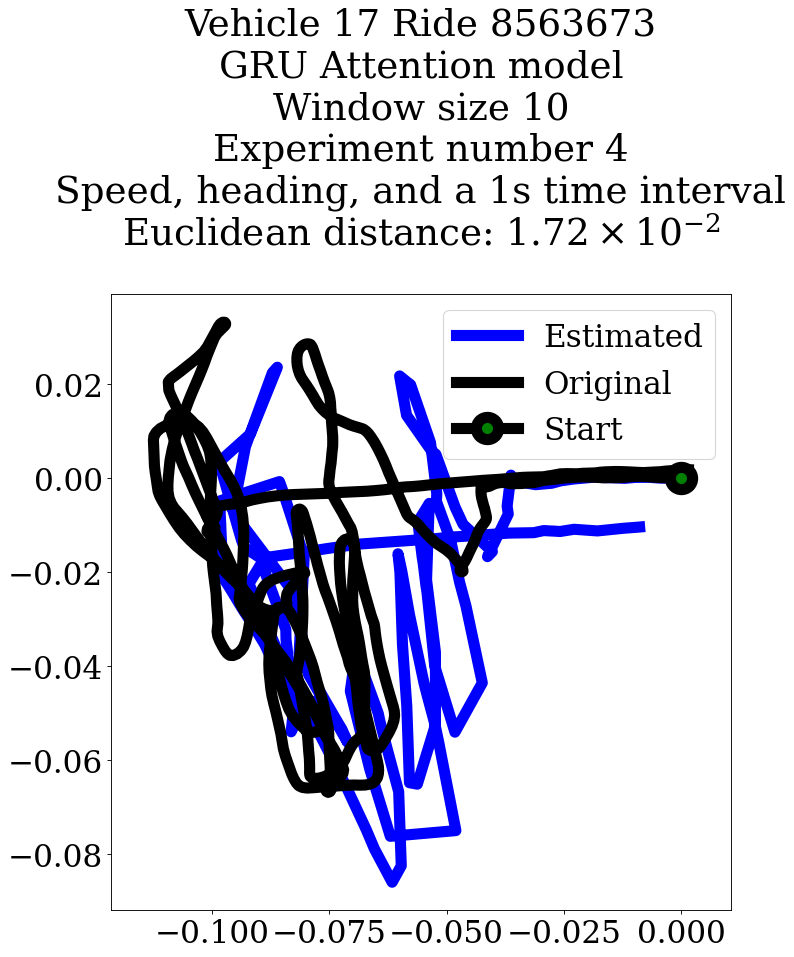 Vehicle 17 Ride 8563673
GRU Attention model
Window size 10
Experiment number 4
Speed, heading, and a 1s time interval
Euclidean distance: 1.72 × 10⁻²
Estimated
Original
Start
0.02
0.00
−0.02
−0.04
−0.06
−0.08
−0.100 −0.075 −0.050 −0.025 0.000